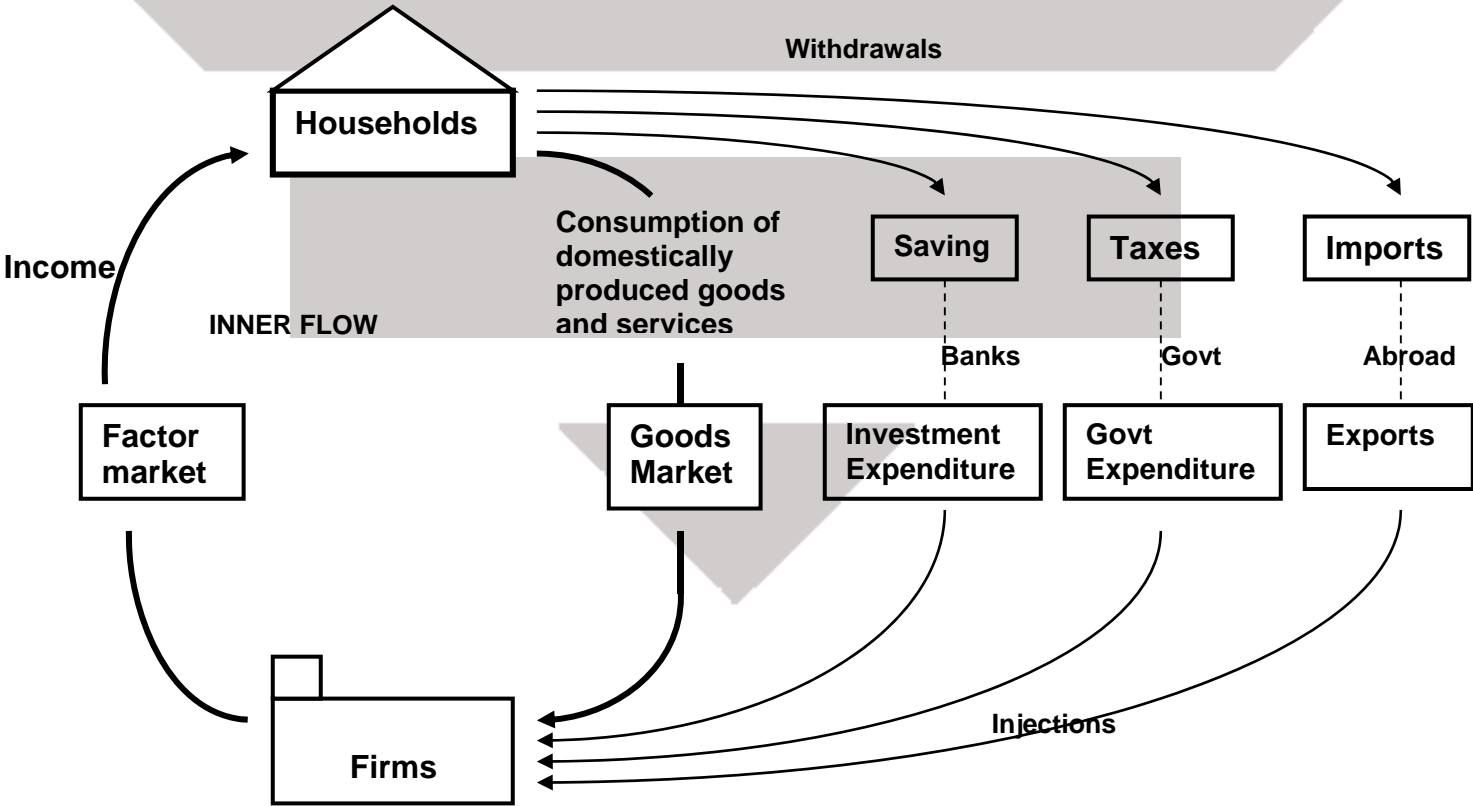 Withdrawals
Households
Consumption of
domestically
produced goods
and services
Saving
Taxes
Imports
Income
INNER FLOW
Banks
Govt
Abroad
Factor
market
Goods
Market
Investment
Expenditure
Govt
Expenditure
Exports
Injections
Firms